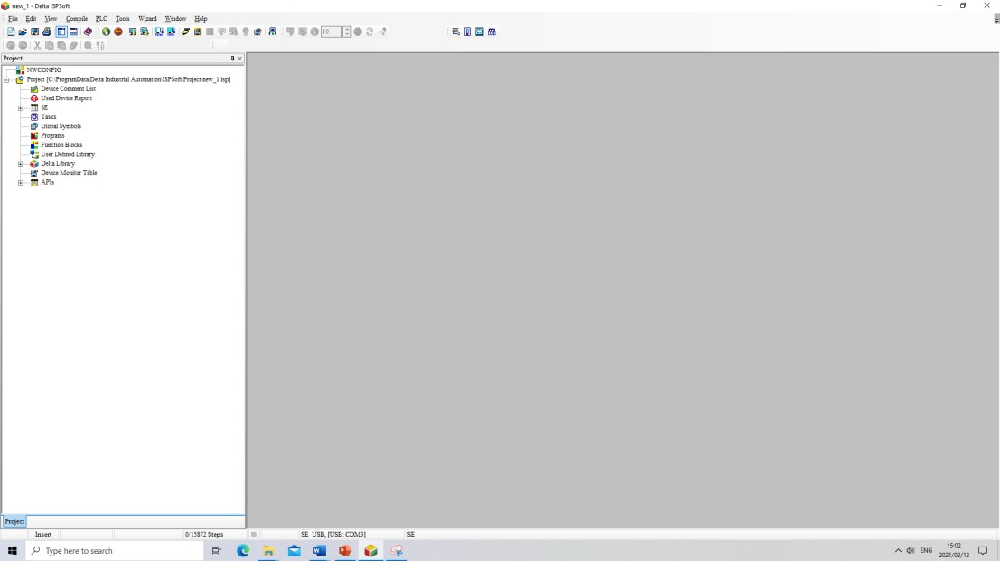 new_1 - Delta ISPSoft
File Edit View Compile PLC Tools Wizard Window Help
10
Project
NWCONFIG
Project [C:\ProgramData\Delta Industrial Automation\ISPSoft\Project\new_1.isp]
Device Comment List
Used Device Report
SE
Tasks
Global Symbols
Programs
Function Blocks
User Defined Library
Delta Library
Device Monitor Table
APIs
Project
Insert 0/15872 Steps SE_USB, [USB: COM3] SE
Type here to search
ENG
15:02
2021/02/12